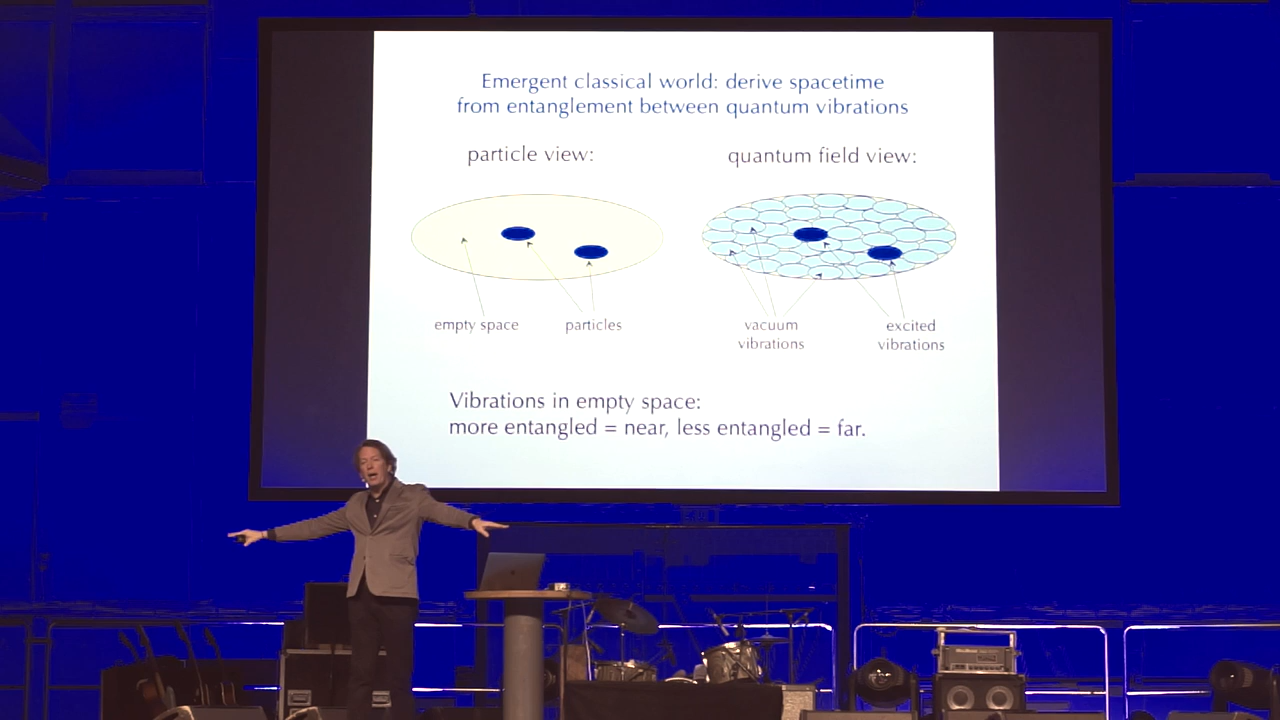 Emergent classical world: derive spacetime
from entanglement between quantum vibrations
particle view:
quantum field view:
empty space
particles
vacuum
vibrations
excited
vibrations
Vibrations in empty space:
more entangled = near, less entangled = far.